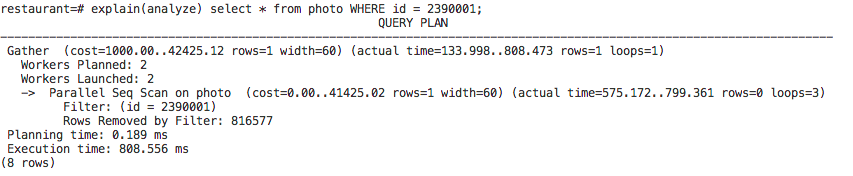 restaurant=# explain(analyze) select * from photo WHERE id = 2390001;
QUERY PLAN
-----------------------------------------------------------------------------------------------------------------------
Gather  (cost=1000.00..42425.12 rows=1 width=60) (actual time=133.998..808.473 rows=1 loops=1)
Workers Planned: 2
Workers Launched: 2
->  Parallel Seq Scan on photo  (cost=0.00..41425.02 rows=1 width=60) (actual time=575.172..799.361 rows=0 loops=3)
Filter: (id = 2390001)
Rows Removed by Filter: 816577
Planning time: 0.189 ms
Execution time: 808.556 ms
(8 rows)